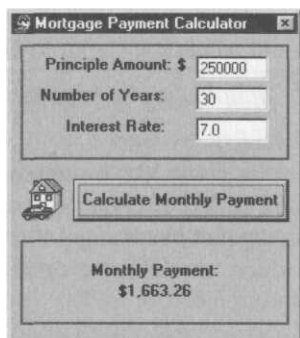 Mortgage Payment Calculator
Principle Amount: $ 250000
Number of Years: 30
Interest Rate: 7.0
Calculate Monthly Payment
Monthly Payment:
$1,663.26